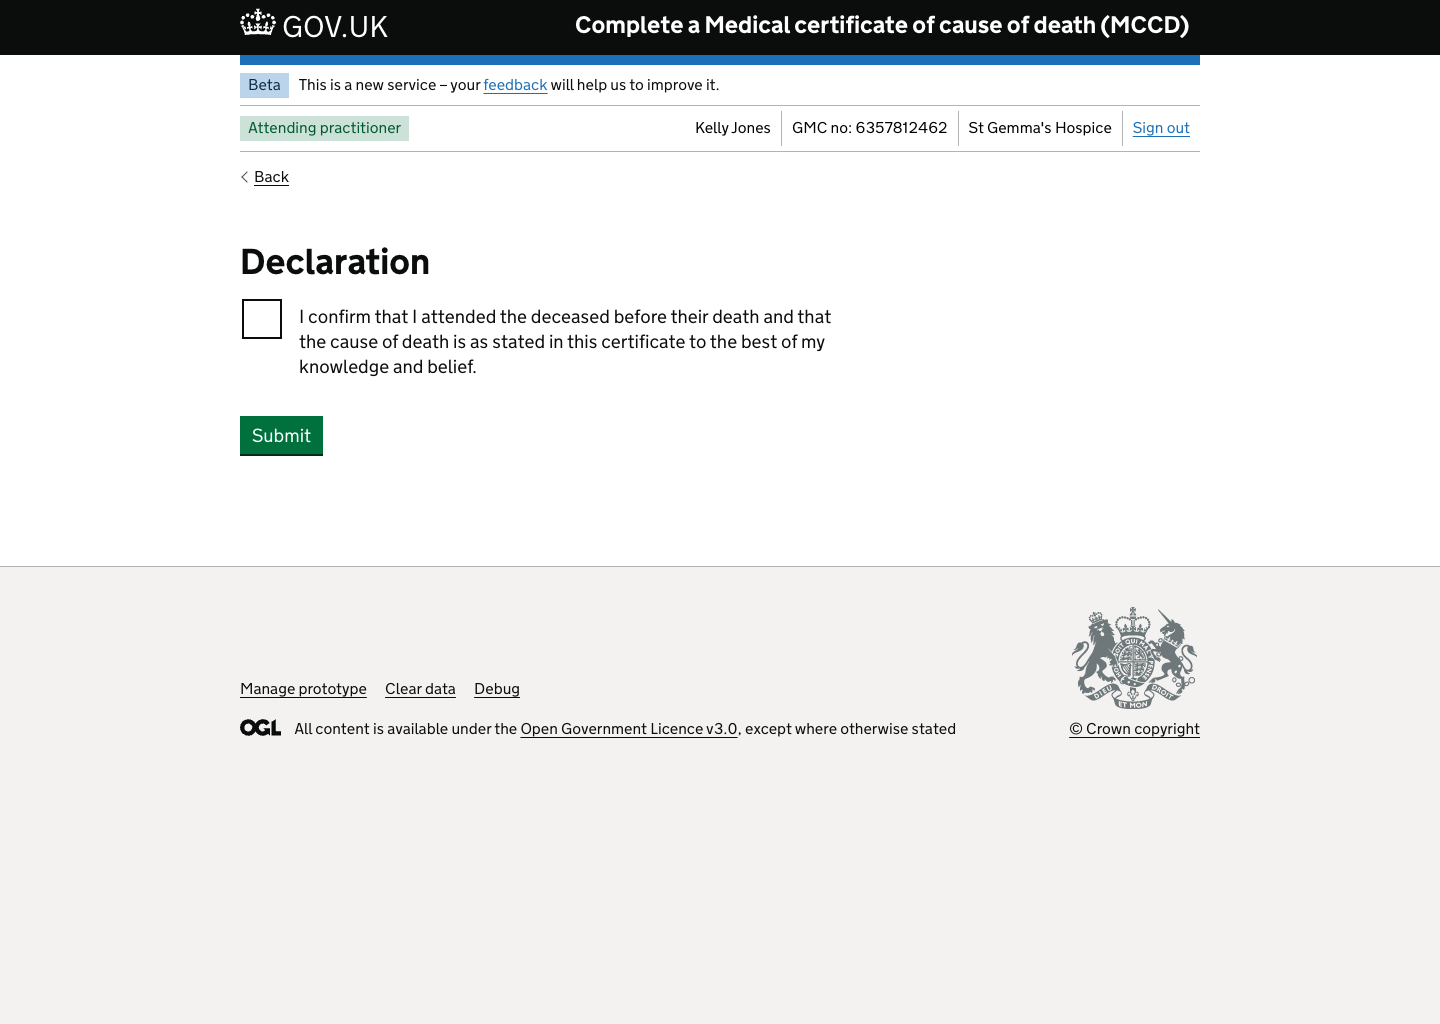 GOV.UK
Complete a Medical certificate of cause of death (MCCD)
Beta This is a new service – your feedback will help us to improve it.
Attending practitioner Kelly Jones GMC no: 6357812462 St Gemma's Hospice Sign out
Back
Declaration
I confirm that I attended the deceased before their death and that
the cause of death is as stated in this certificate to the best of my
knowledge and belief.
Submit
Manage prototype Clear data Debug
OGL All content is available under the Open Government Licence v3.0, except where otherwise stated
DIEU ET MON DROIT
© Crown copyright